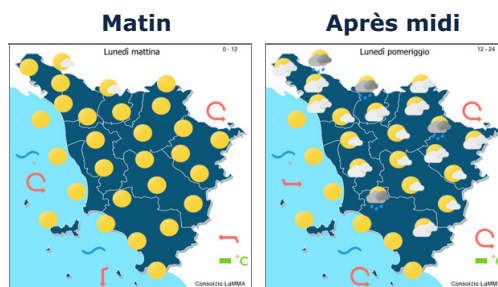 Matin
Après midi
Lunedì mattina
0 - 12
Lunedì pomeriggio
12 - 24
°C
°C
Consorzio LaMMA
Consorzio LaMMA